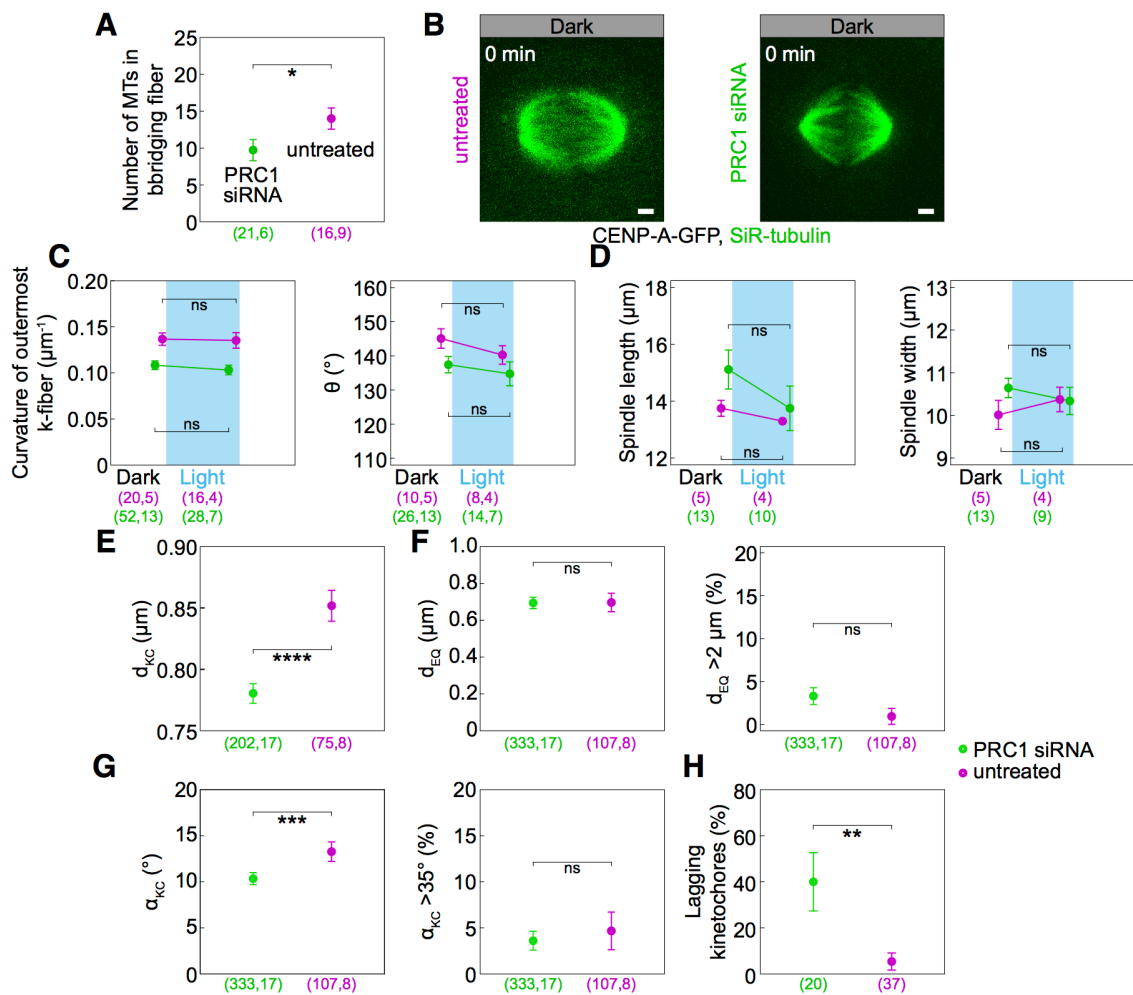 A
Number of MTs in
bbridging fiber
25
20
15
10
5
0
*
PRC1
siRNA
untreated
(21,6)
(16,9)
B
Dark
0 min
untreated
Dark
0 min
PRC1 siRNA
CENP-A-GFP, SiR-tubulin
C
Curvature of outermost
k-fiber (µm⁻¹)
0.20
0.15
0.10
0.05
0
ns
ns
Dark
Light
(20,5)
(16,4)
(52,13)
(28,7)
θ (°)
160
150
140
130
120
110
ns
ns
Dark
Light
(10,5)
(8,4)
(26,13)
(14,7)
D
Spindle length (µm)
18
16
14
12
ns
ns
Dark
Light
(5)
(4)
(13)
(10)
Spindle width (µm)
13
12
11
10
9
ns
ns
Dark
Light
(5)
(4)
(13)
(9)
E
dKC (µm)
0.90
0.85
0.80
0.75
****
(202,17)
(75,8)
F
dEQ (µm)
1.0
0.8
0.6
0.4
0.2
0
ns
(333,17)
(107,8)
dEQ >2 µm (%)
20
15
10
5
0
ns
(333,17)
(107,8)
PRC1 siRNA
untreated
G
αKC (°)
20
15
10
5
0
***
(333,17)
(107,8)
αKC >35° (%)
20
15
10
5
0
ns
(333,17)
(107,8)
H
Lagging
kinetochores (%)
80
60
40
20
0
**
(20)
(37)